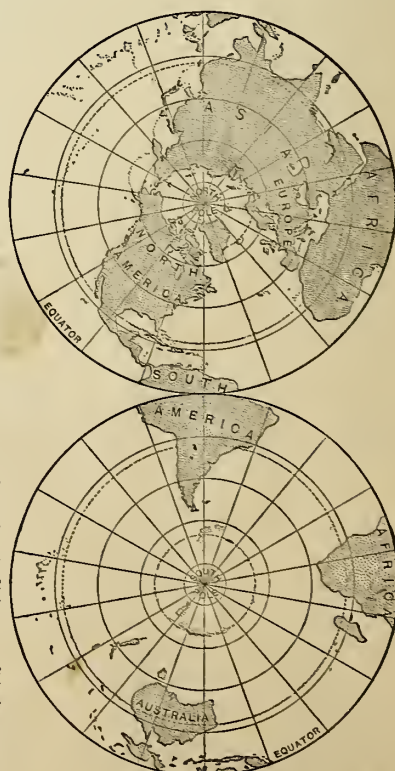 ASIA
EUROPE
AFRICA
NORTH
POLE
NORTH
AMERICA
EQUATOR
SOUTH
AMERICA
AFRICA
SOUTH
POLE
AUSTRALIA
EQUATOR